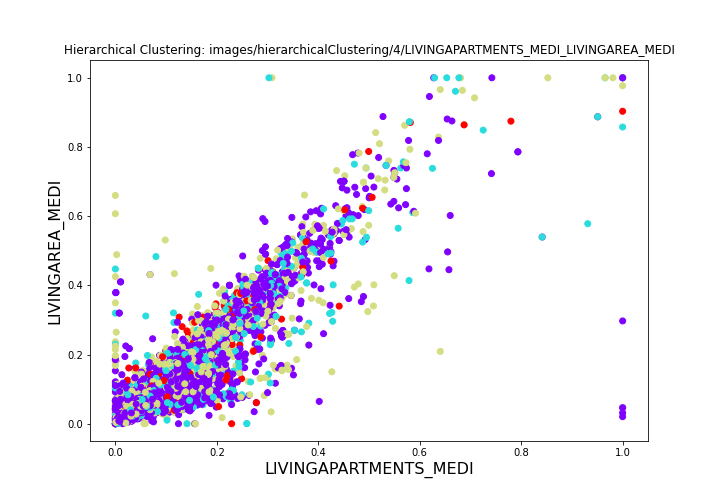 Hierarchical Clustering: images/hierarchicalClustering/4/LIVINGAPARTMENTS_MEDI_LIVINGAREA_MEDI
1.0
0.8
0.6
0.4
0.2
0.0
LIVINGAREA_MEDI
0.0 0.2 0.4 0.6 0.8 1.0
LIVINGAPARTMENTS_MEDI